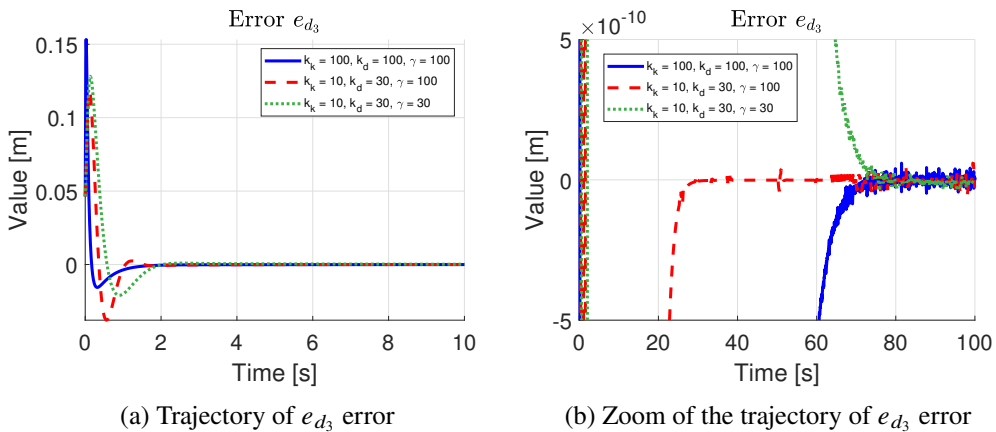 Error e_{d_3}
0.15
0.1
0.05
0
Value [m]
k_k = 100, k_d = 100, γ = 100
k_k = 10, k_d = 30, γ = 100
k_k = 10, k_d = 30, γ = 30
0 2 4 6 8 10
Time [s]
(a) Trajectory of e_{d_3} error
×10^{-10}
Error e_{d_3}
5
0
-5
Value [m]
k_k = 100, k_d = 100, γ = 100
k_k = 10, k_d = 30, γ = 100
k_k = 10, k_d = 30, γ = 30
0 20 40 60 80 100
Time [s]
(b) Zoom of the trajectory of e_{d_3} error